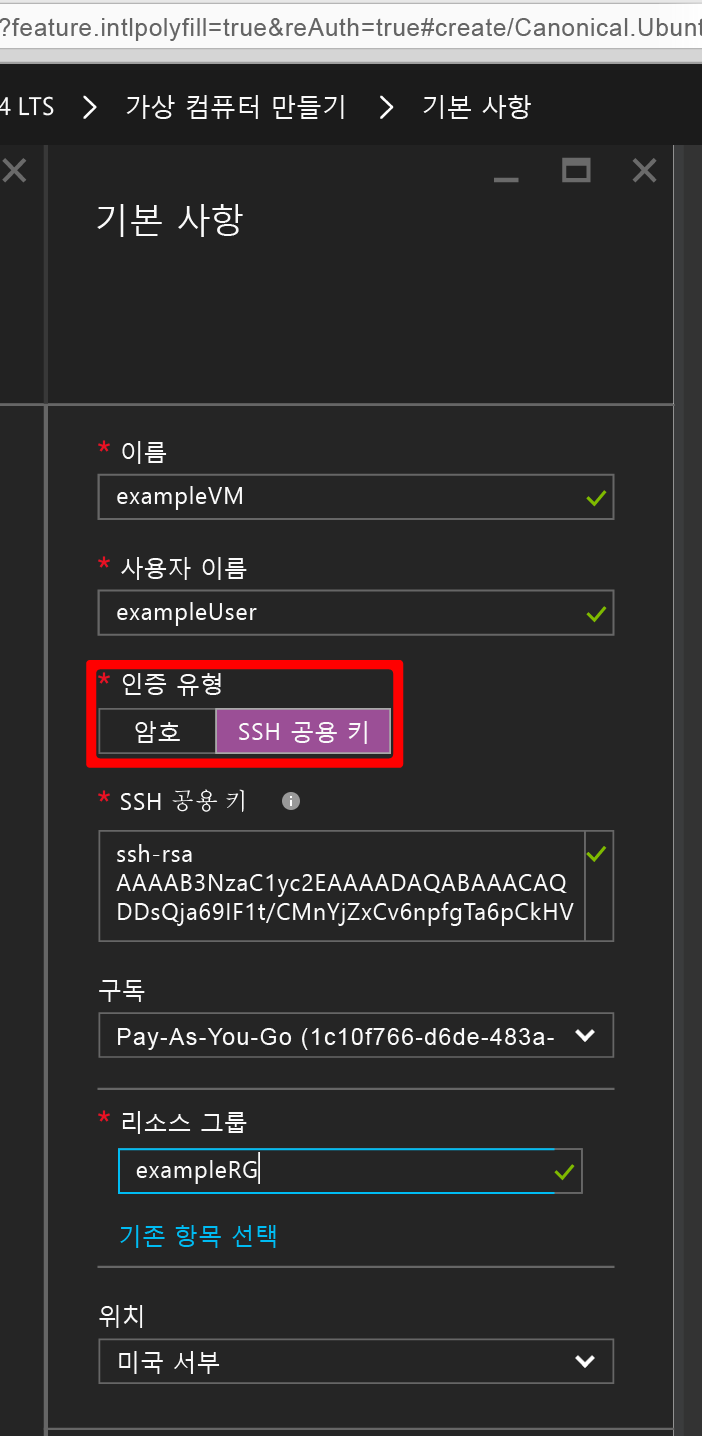 ?feature.intlpolyfill=true&reAuth=true#create/Canonical.Ubunt
4 LTS > 가상 컴퓨터 만들기 > 기본 사항
기본 사항
* 이름
exampleVM
* 사용자 이름
exampleUser
* 인증 유형
암호 SSH 공용 키
* SSH 공용 키
ssh-rsa
AAAAB3NzaC1yc2EAAAADAQABAAACAQ
DDsQja69IF1t/CMnYjZxCv6npfgTa6pCkHV
구독
Pay-As-You-Go (1c10f766-d6de-483a-
* 리소스 그룹
exampleRG
기존 항목 선택
위치
미국 서부